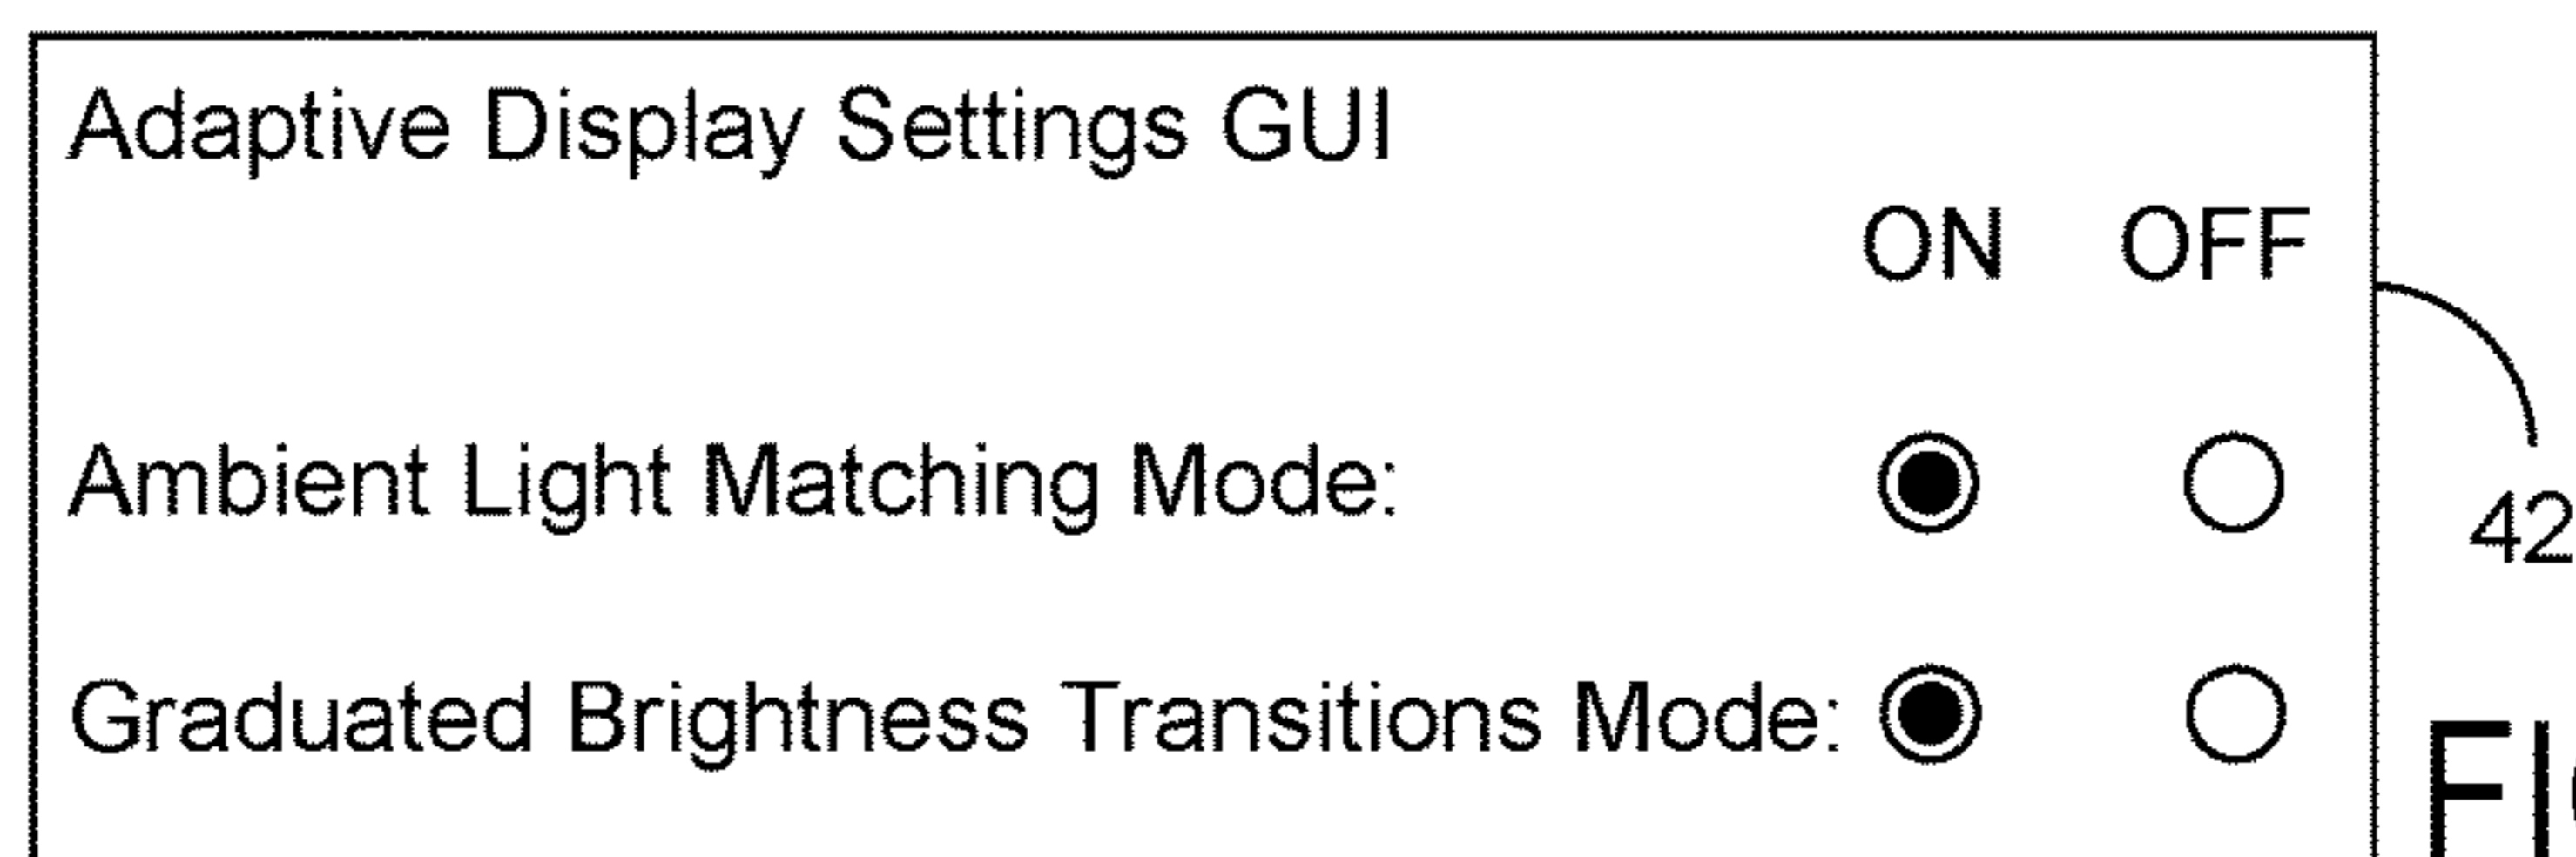 Adaptive Display Settings GUI
ON OFF
Ambient Light Matching Mode:
42
Graduated Brightness Transitions Mode: